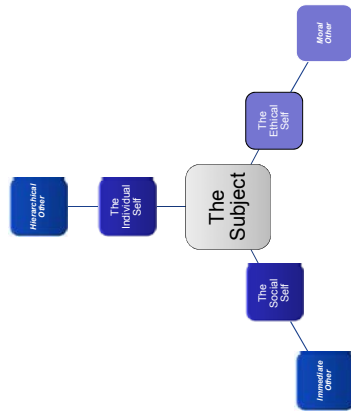 Hierarchical
Other
The
Individual
Self
The
Subject
The
Ethical
Self
Moral
Other
The
Social
Self
Immediate
Other